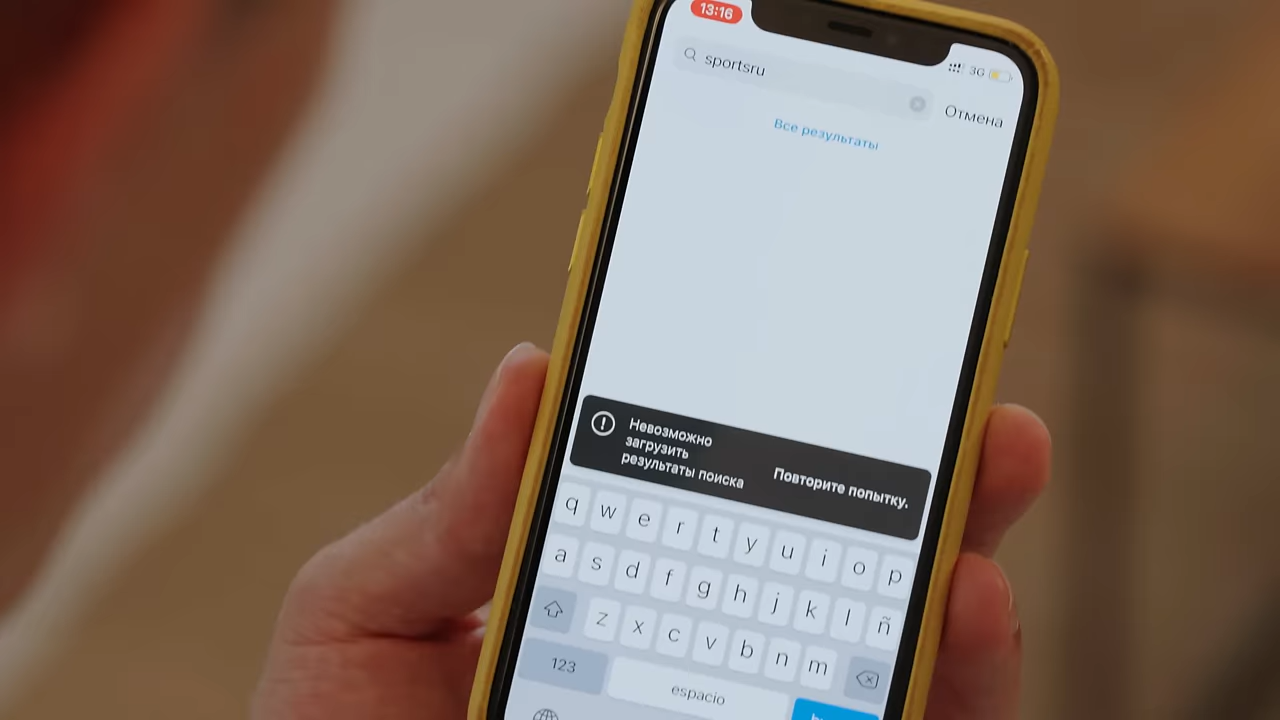 13:16
3G
sportsru
Отмена
Все результаты
Невозможно
загрузить
результаты поиска
Повторите попытку.
q w e r t y u i o p
a s d f g h j k l ñ
z x c v b n m
123
espacio